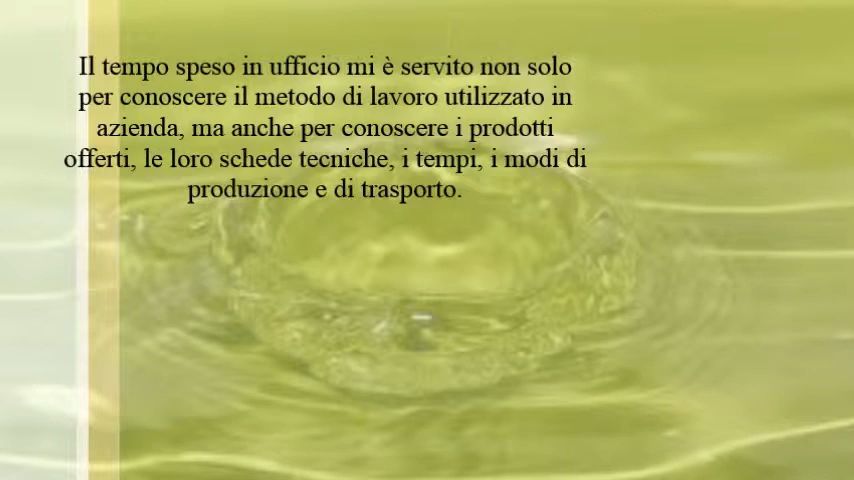 Il tempo speso in ufficio mi è servito non solo
per conoscere il metodo di lavoro utilizzato in
azienda, ma anche per conoscere i prodotti
offerti, le loro schede tecniche, i tempi, i modi di
produzione e di trasporto.